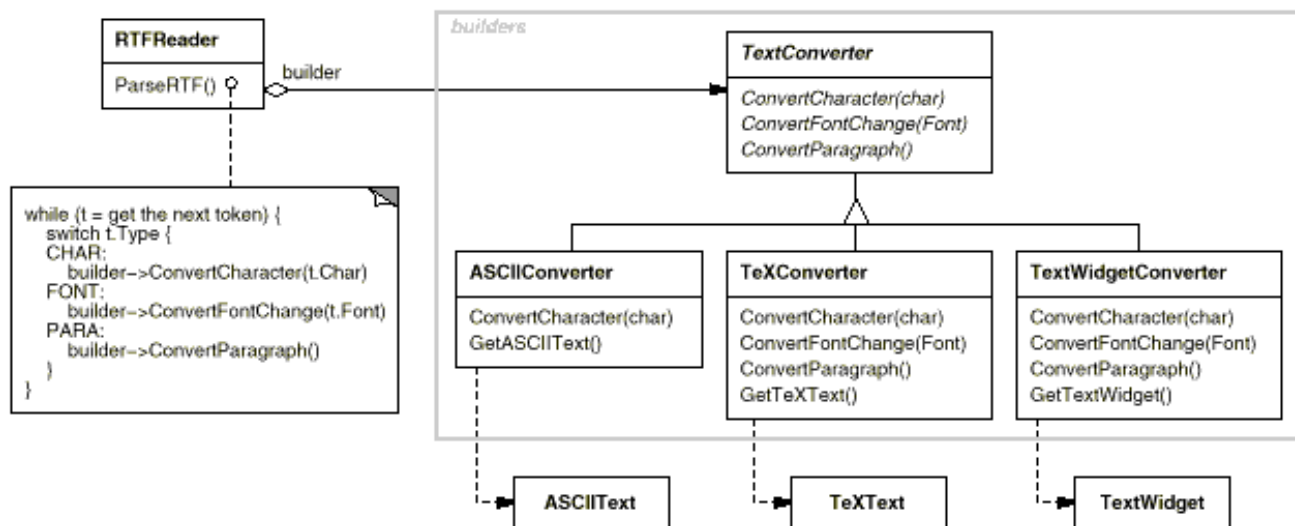 builders
RTFReader
ParseRTF()
builder
TextConverter
ConvertCharacter(char)
ConvertFontChange(Font)
ConvertParagraph()
while (t = get the next token) {
switch t.Type {
CHAR:
builder->ConvertCharacter(t.Char)
FONT:
builder->ConvertFontChange(t.Font)
PARA:
builder->ConvertParagraph()
}
}
ASCIIConverter
ConvertCharacter(char)
GetASCIIText()
TeXConverter
ConvertCharacter(char)
ConvertFontChange(Font)
ConvertParagraph()
GetTeXText()
TextWidgetConverter
ConvertCharacter(char)
ConvertFontChange(Font)
ConvertParagraph()
GetTextWidget()
ASCIIText
TeXText
TextWidget